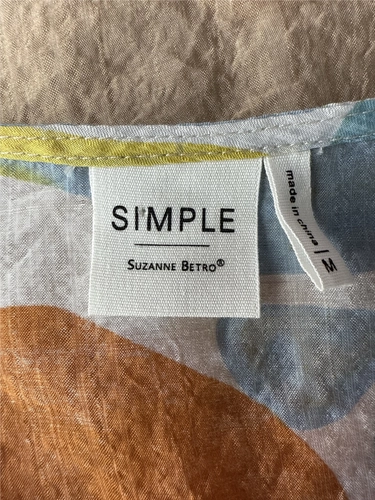 SIMPLE
SUZANNE BETRO®
made in china | M